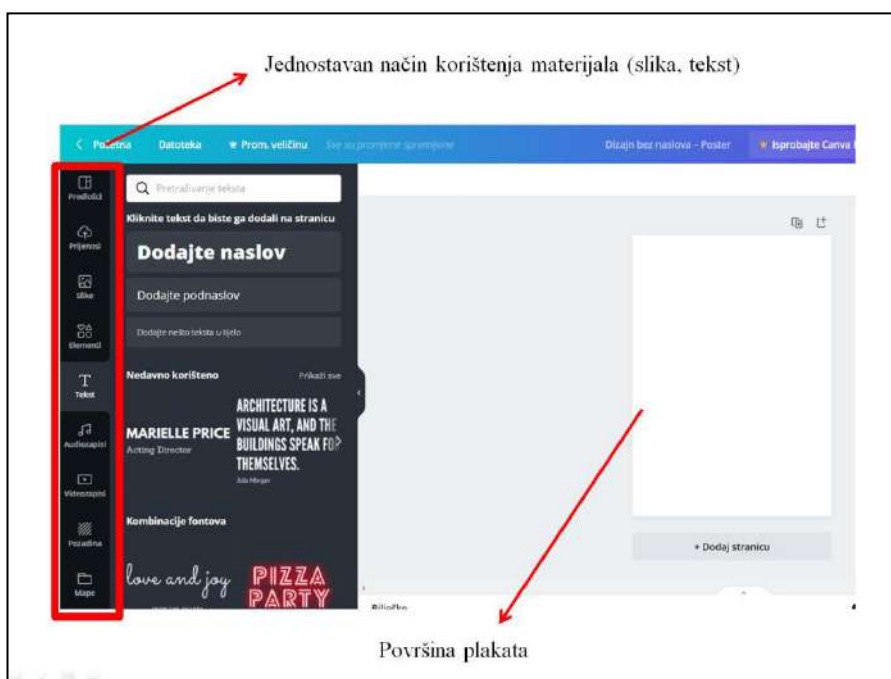 Jednostavan način korištenja materijala (slika, tekst)
Početna Datoteka Prom. veličinu Sve su promjene spremljene Dizajn bez naslova – Poster Isprobajte Canva
Predlošci
Prijenosi
Slike
Elementi
Tekst
Audiozapisi
Videozapisi
Pozadina
Mape
Pretraživanje teksta
Kliknite tekst da biste ga dodali na stranicu
Dodajte naslov
Dodajte podnaslov
Dodajte nešto teksta u tijelo
Nedavno korišteno Prikaži sve
MARIELLE PRICE
Acting Director
ARCHITECTURE IS A
VISUAL ART, AND THE
BUILDINGS SPEAK FOR
THEMSELVES.
Kombinacije fontova
love and joy
PIZZA
PARTY
+ Dodaj stranicu
Bilješke
Površina plakata